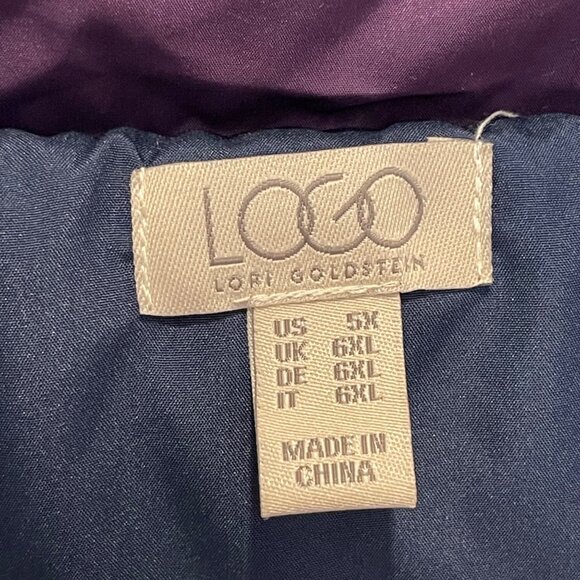 LOGO
LORI GOLDSTEIN
US 5X
UK 6XL
DE 6XL
IT 6XL
MADE IN
CHINA